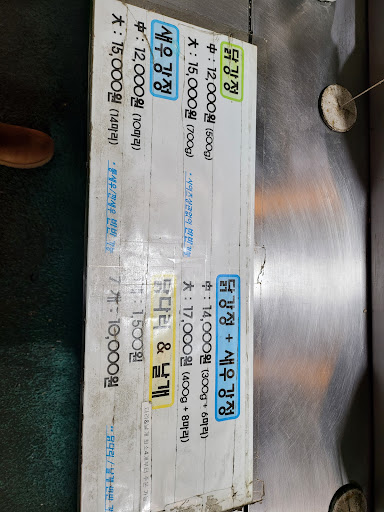 닭강정
中 : 12,000원 (500g)
大 : 15,000원 (700g)
새우강정
中 : 12,000원 (10마리)
大 : 15,000원 (14마리)
닭강정 + 새우강정
中 : 14,000원 (300g + 6마리)
大 : 17,000원 (400g + 8마리)
닭다리 & 날개
1개 : 1,500원
7개 : 10,000원